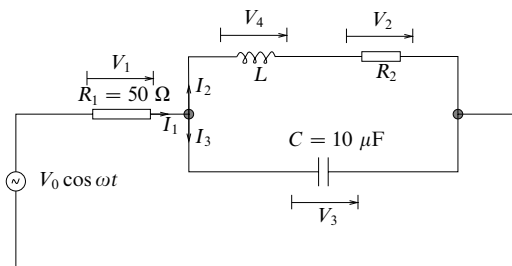 V₄
V₂
V₁
L
R₂
R₁ = 50 Ω
I₂
I₁
I₃
C = 10 μF
V₀ cos ωt
V₃